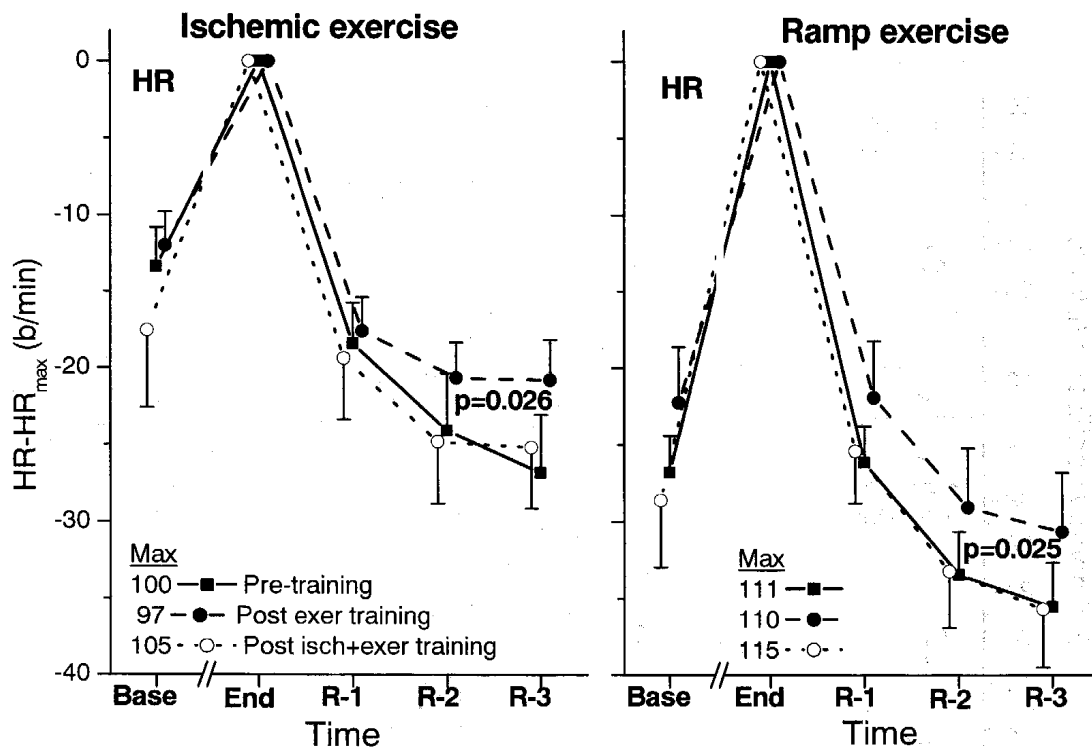 Ischemic exercise
HR
HR-HRmax (b/min)
0
-10
-20
-30
-40
p=0.026
Max
100 Pre-training
97 Post exer training
105 Post isch+exer training
Base End R-1 R-2 R-3
Time
Ramp exercise
HR
p=0.025
Max
111
110
115
Base End R-1 R-2 R-3
Time